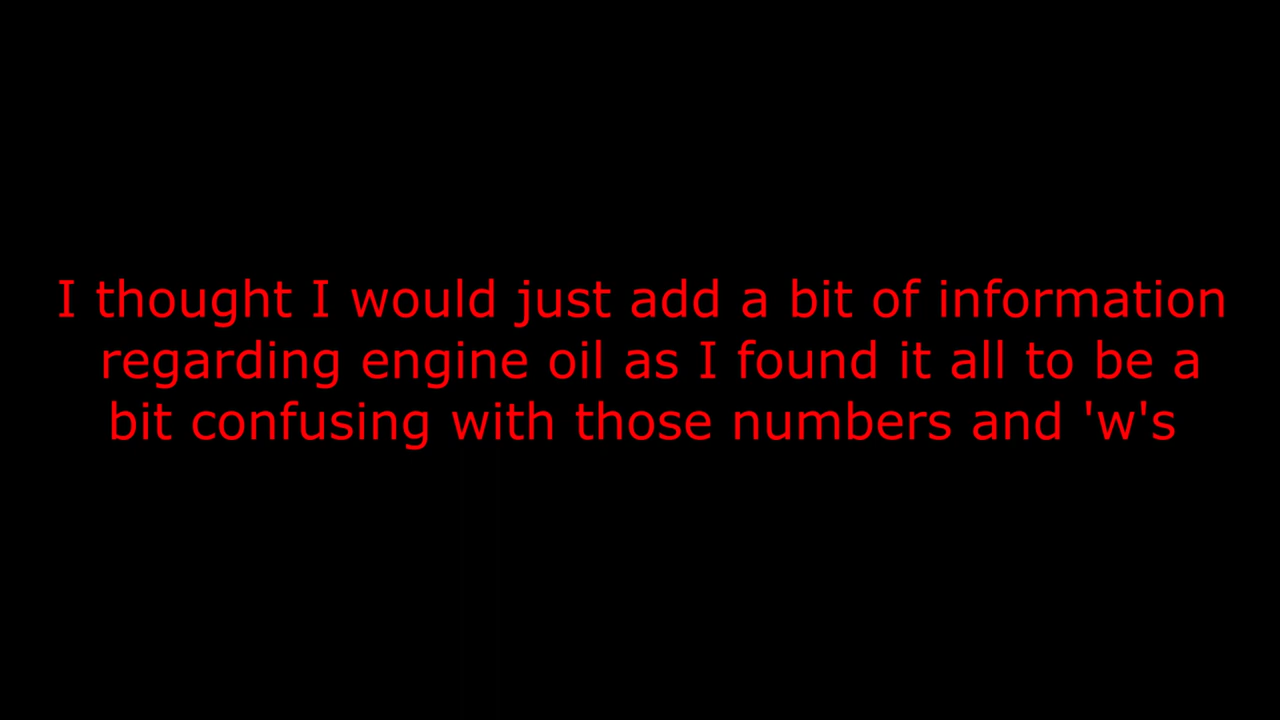 I thought I would just add a bit of information
regarding engine oil as I found it all to be a
bit confusing with those numbers and 'w's